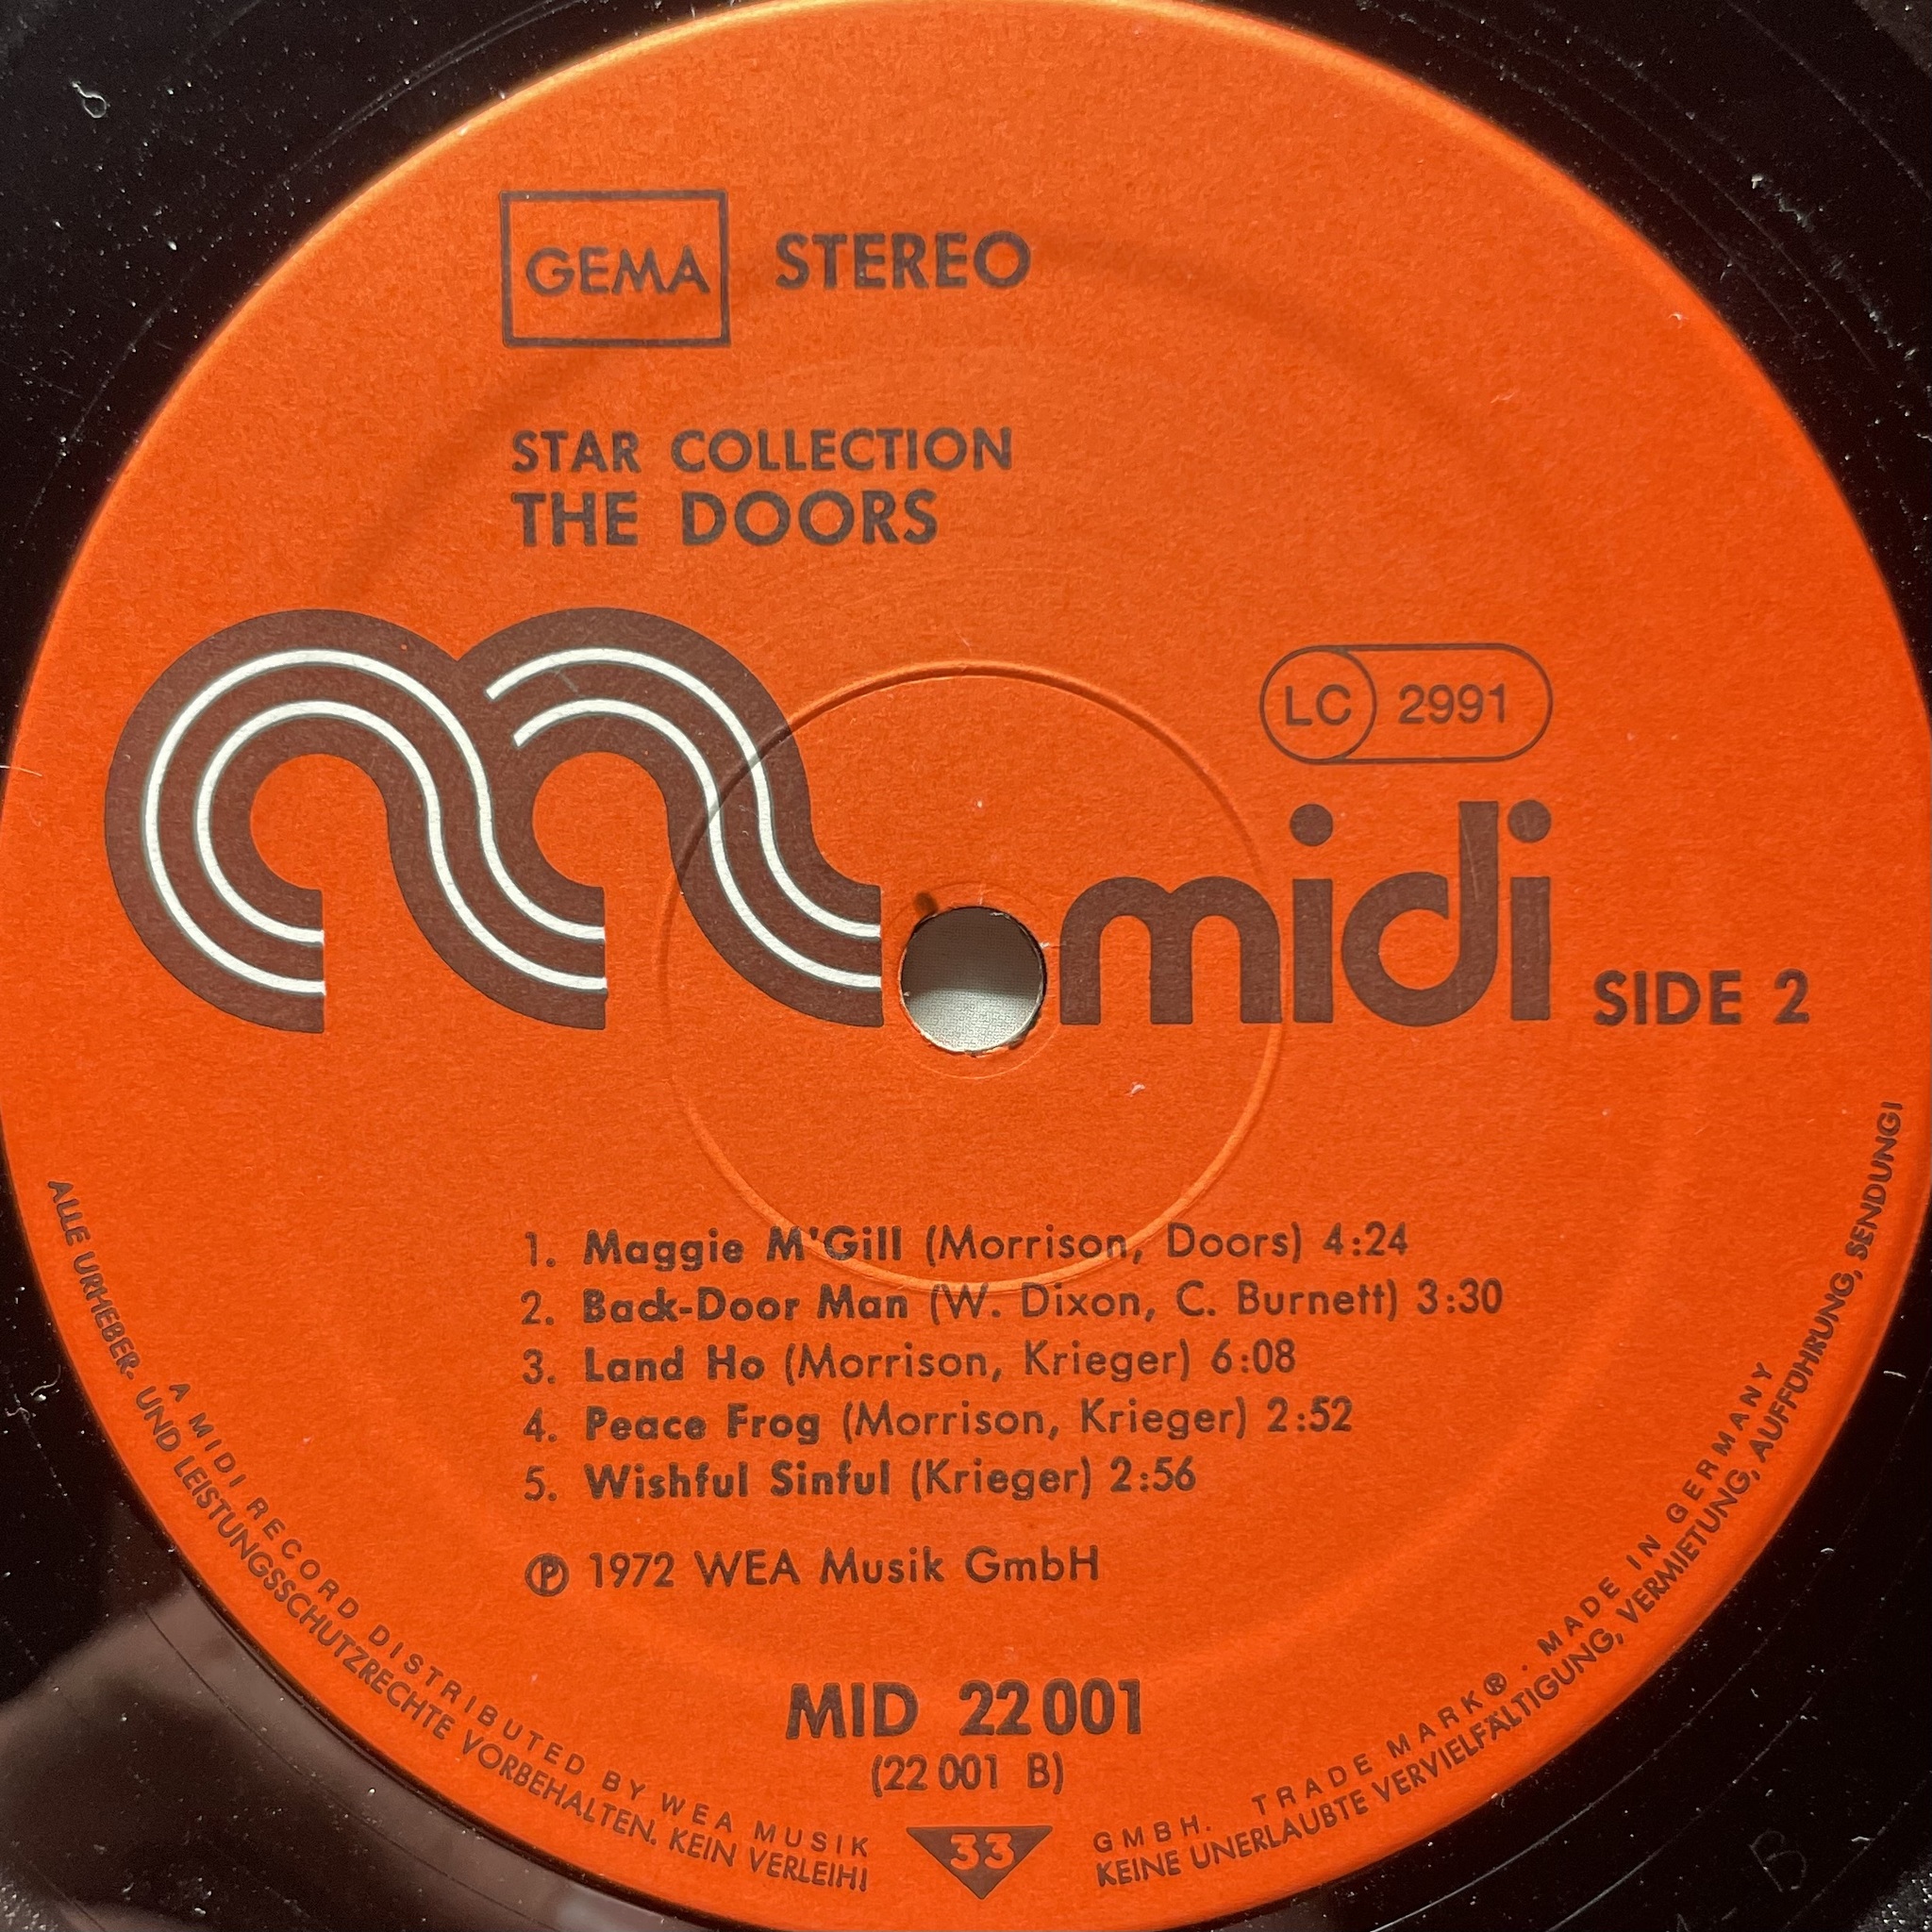 GEMA STEREO
STAR COLLECTION
THE DOORS
LC 2991
midi SIDE 2
1. Maggie M'Gill (Morrison, Doors) 4:24
2. Back-Door Man (W. Dixon, C. Burnett) 3:30
3. Land Ho (Morrison, Krieger) 6:08
4. Peace Frog (Morrison, Krieger) 2:52
5. Wishful Sinful (Krieger) 2:56
℗ 1972 WEA Musik GmbH
MID 22 001
(22 001 B)
33
A MIDI RECORD DISTRIBUTED BY WEA MUSIK GMBH. TRADE MARK ® · MADE IN GERMANY
ALLE URHEBER- UND LEISTUNGSSCHUTZRECHTE VORBEHALTEN. KEIN VERLEIH! KEINE UNERLAUBTE VERVIELFÄLTIGUNG, VERMIETUNG, AUFFÜHRUNG, SENDUNG!
B